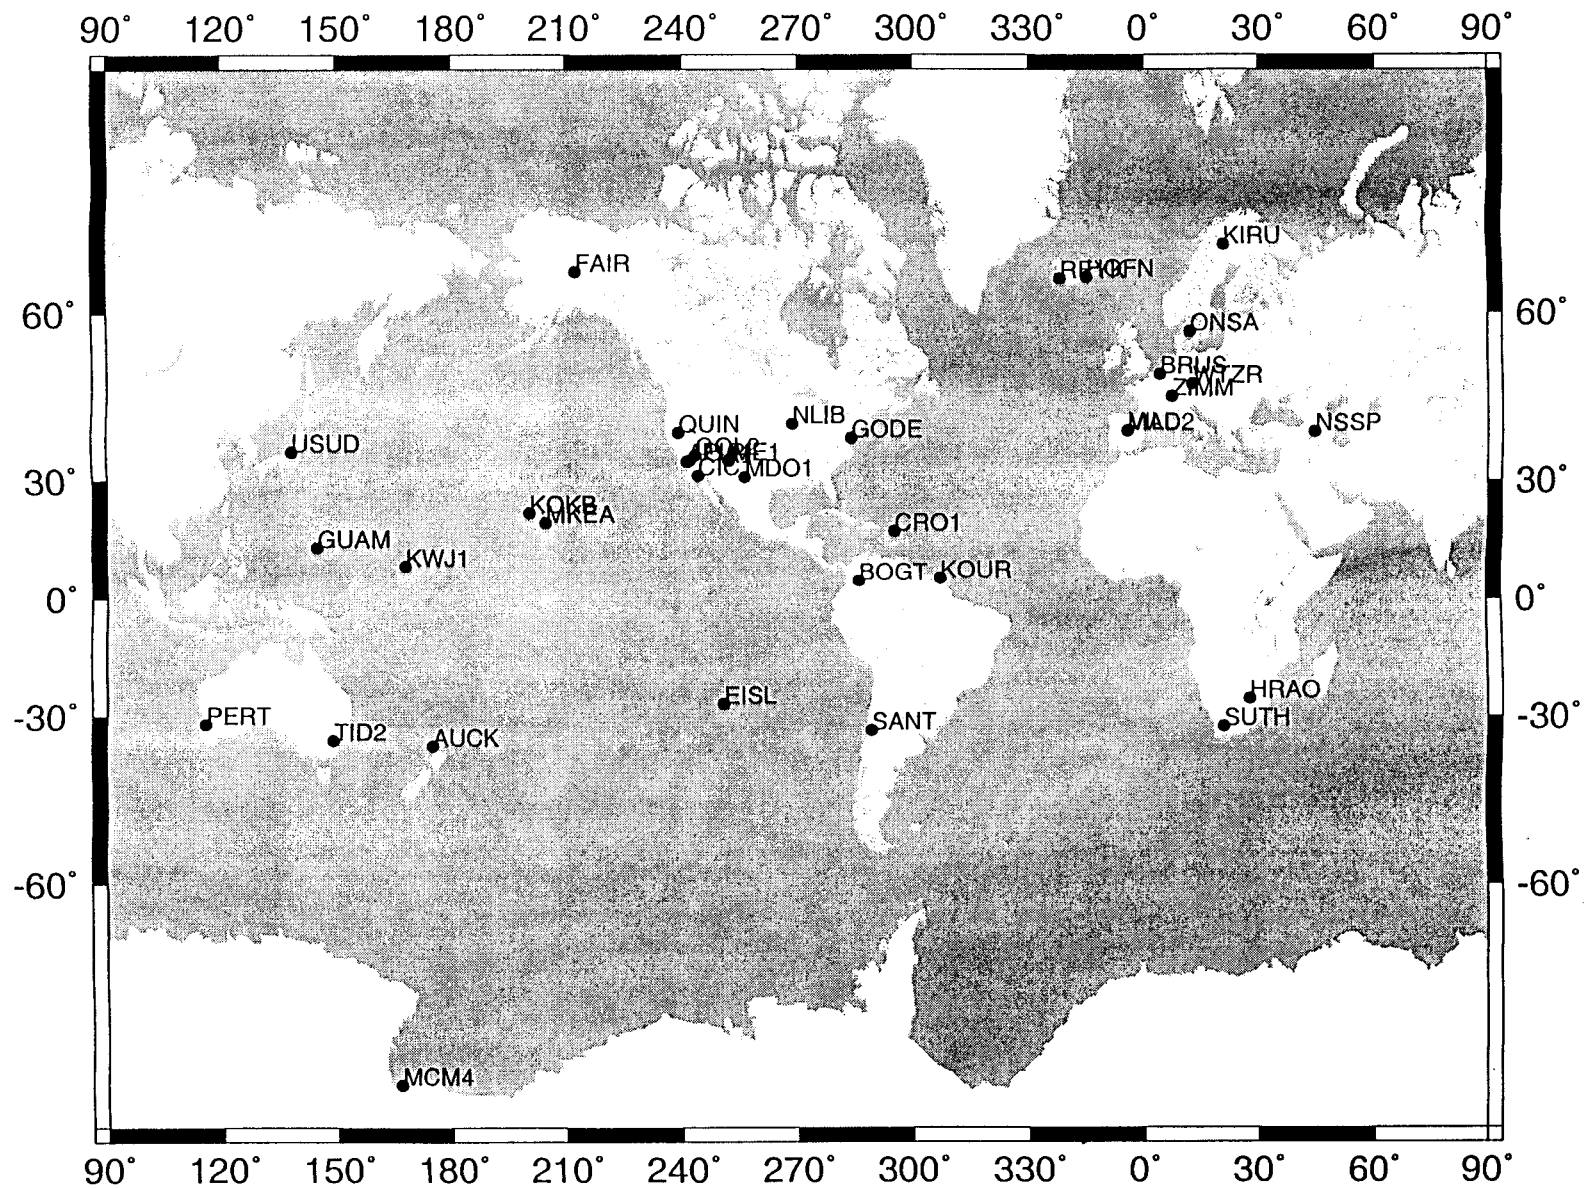 90° 120° 150° 180° 210° 240° 270° 300° 330° 0° 30° 60° 90°
KIRU
FAIR
HOFN
60° 60°
ONSA
BRUS
WTZR
ZIMM
NLIB
QUIN
GODE
MAD2
NSSP
USUD
MDO1
30° 30°
KOKB
MKEA
CRO1
GUAM
KWJ1
BOGT
KOUR
0° 0°
HRAO
EISL
PERT
SUTH
-30° -30°
SANT
TID2
AUCK
-60° -60°
MCM4
90° 120° 150° 180° 210° 240° 270° 300° 330° 0° 30° 60° 90°